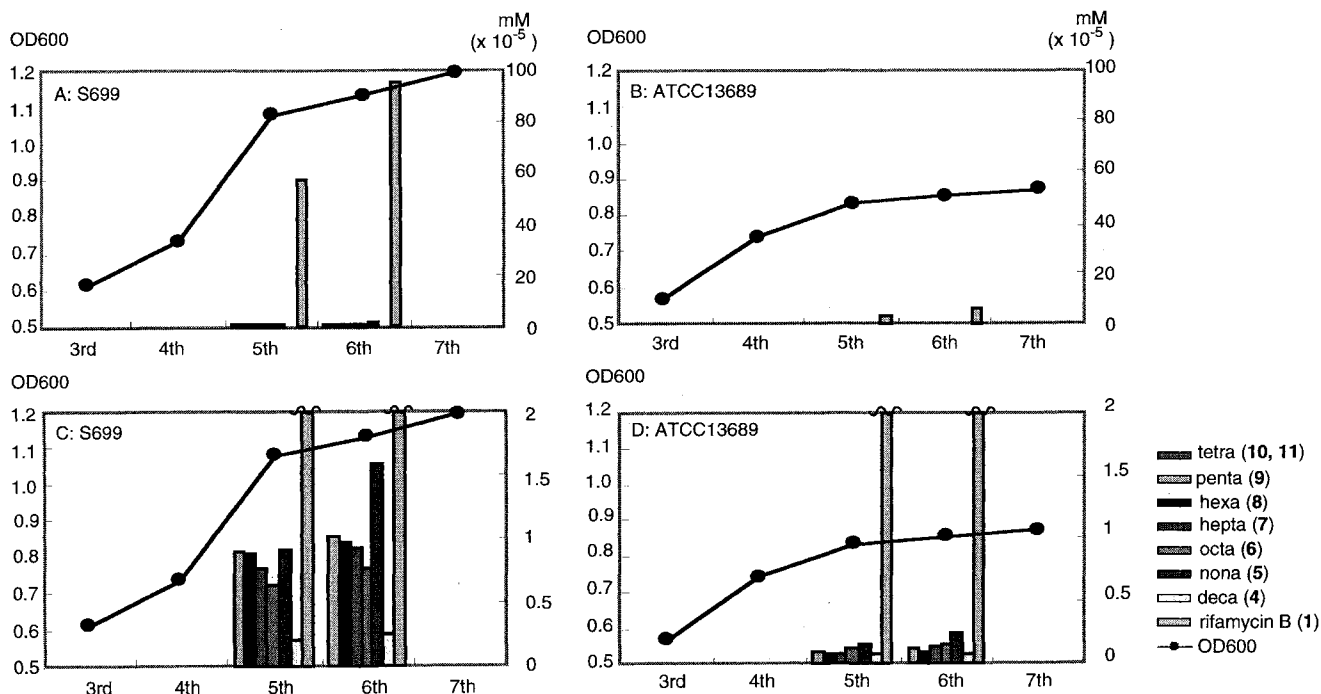 OD600
mM
(x 10-5)
1.2
1.1
1.0
0.9
0.8
0.7
0.6
0.5
A: S699
100
80
60
40
20
0
3rd 4th 5th 6th 7th
OD600
mM
(x 10-5)
1.2
1.1
1.0
0.9
0.8
0.7
0.6
0.5
B: ATCC13689
100
80
60
40
20
0
3rd 4th 5th 6th 7th
OD600
1.2
1.1
1.0
0.9
0.8
0.7
0.6
0.5
C: S699
2
1.5
1
0.5
0
3rd 4th 5th 6th 7th
OD600
1.2
1.1
1.0
0.9
0.8
0.7
0.6
0.5
D: ATCC13689
2
1.5
1
0.5
0
3rd 4th 5th 6th 7th
tetra (10, 11)
penta (9)
hexa (8)
hepta (7)
octa (6)
nona (5)
deca (4)
rifamycin B (1)
OD600